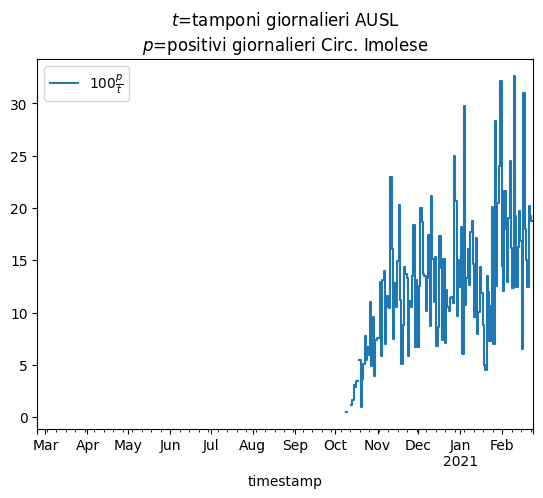 t=tamponi giornalieri AUSL
p=positivi giornalieri Circ. Imolese
100 p/t
30
25
20
15
10
5
0
Mar Apr May Jun Jul Aug Sep Oct Nov Dec Jan Feb
2021
timestamp